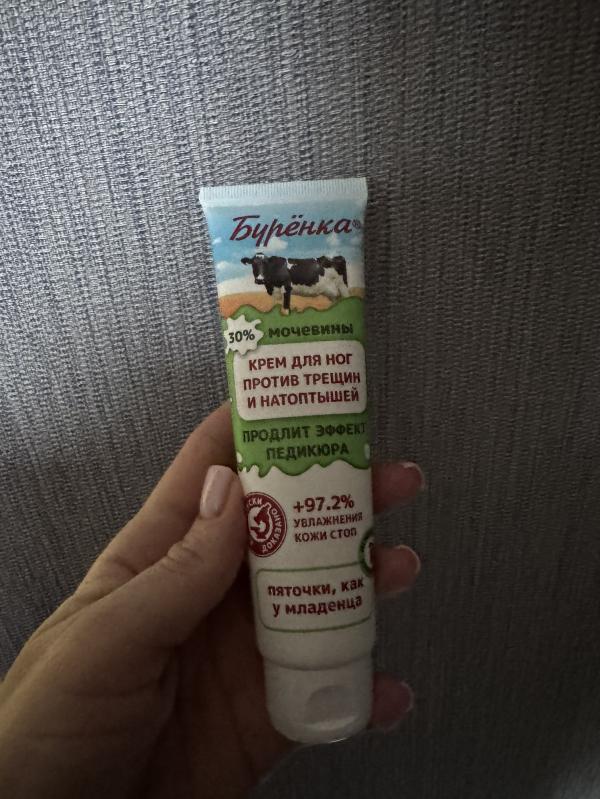 Бурёнка®
30% мочевины
КРЕМ ДЛЯ НОГ
ПРОТИВ ТРЕЩИН
И НАТОПТЫШЕЙ
ПРОДЛИТ ЭФФЕКТ
ПЕДИКЮРА
ДОКАЗАНО
+97.2%
УВЛАЖНЕНИЯ
КОЖИ СТОП
пяточки, как
у младенца